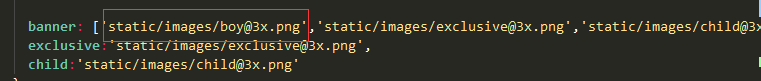 banner: ['static/images/boy@3x.png','static/images/exclusive@3x.png','static/images/child@3x
exclusive:'static/images/exclusive@3x.png',
child:'static/images/child@3x.png'